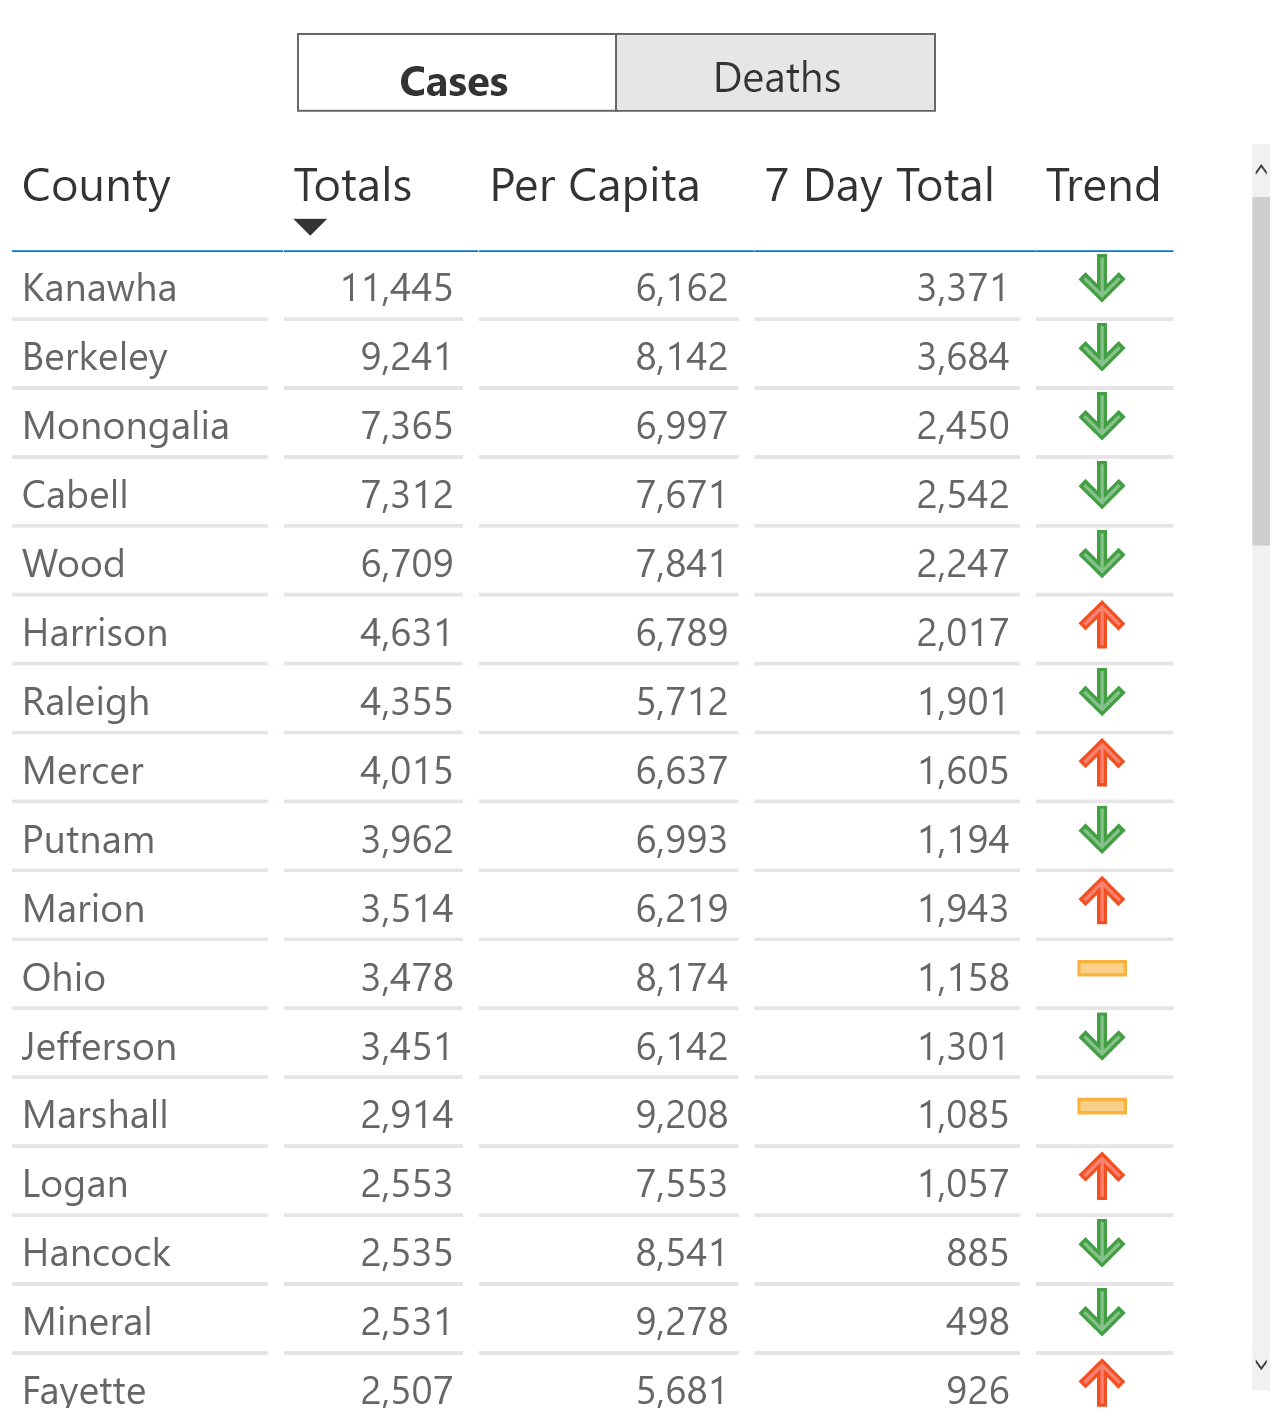 Cases Deaths
County Totals Per Capita 7 Day Total Trend
Kanawha 11,445 6,162 3,371
Berkeley 9,241 8,142 3,684
Monongalia 7,365 6,997 2,450
Cabell 7,312 7,671 2,542
Wood 6,709 7,841 2,247
Harrison 4,631 6,789 2,017
Raleigh 4,355 5,712 1,901
Mercer 4,015 6,637 1,605
Putnam 3,962 6,993 1,194
Marion 3,514 6,219 1,943
Ohio 3,478 8,174 1,158
Jefferson 3,451 6,142 1,301
Marshall 2,914 9,208 1,085
Logan 2,553 7,553 1,057
Hancock 2,535 8,541 885
Mineral 2,531 9,278 498
Fayette 2,507 5,681 926